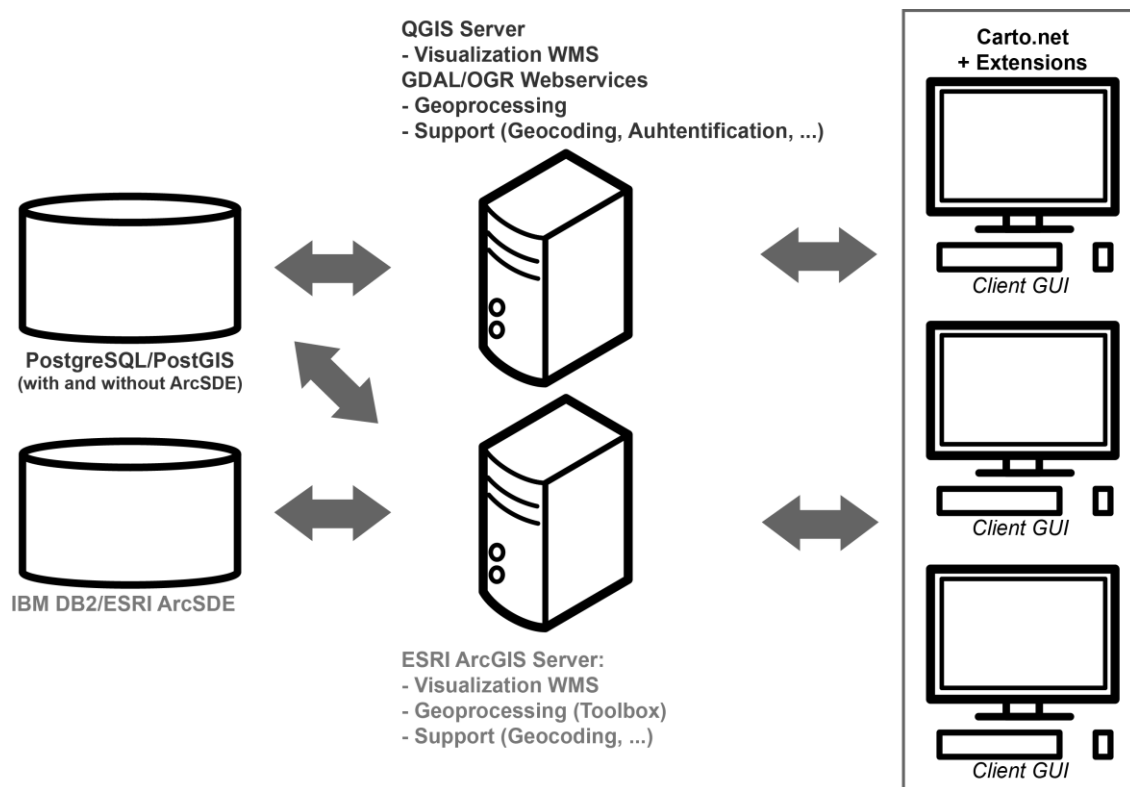 QGIS Server
- Visualization WMS
GDAL/OGR Webservices
- Geoprocessing
- Support (Geocoding, Auhtentification, ...)
Carto.net
+ Extensions
Client GUI
PostgreSQL/PostGIS
(with and without ArcSDE)
Client GUI
IBM DB2/ESRI ArcSDE
ESRI ArcGIS Server:
- Visualization WMS
- Geoprocessing (Toolbox)
- Support (Geocoding, ...)
Client GUI